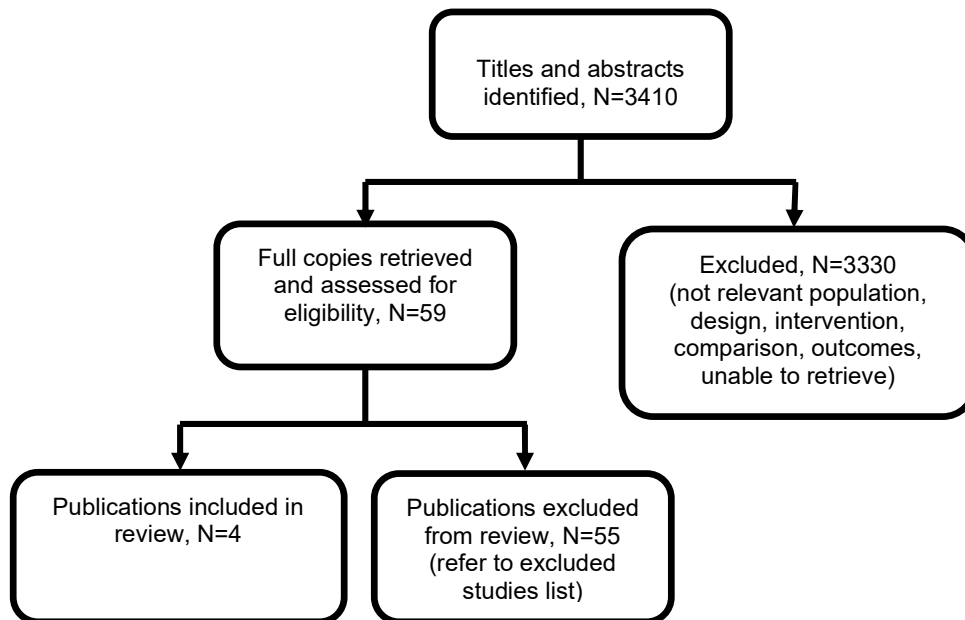 Titles and abstracts
identified, N=3410
Full copies retrieved
and assessed for
eligibility, N=59
Excluded, N=3330
(not relevant population,
design, intervention,
comparison, outcomes,
unable to retrieve)
Publications included in
review, N=4
Publications excluded
from review, N=55
(refer to excluded
studies list)